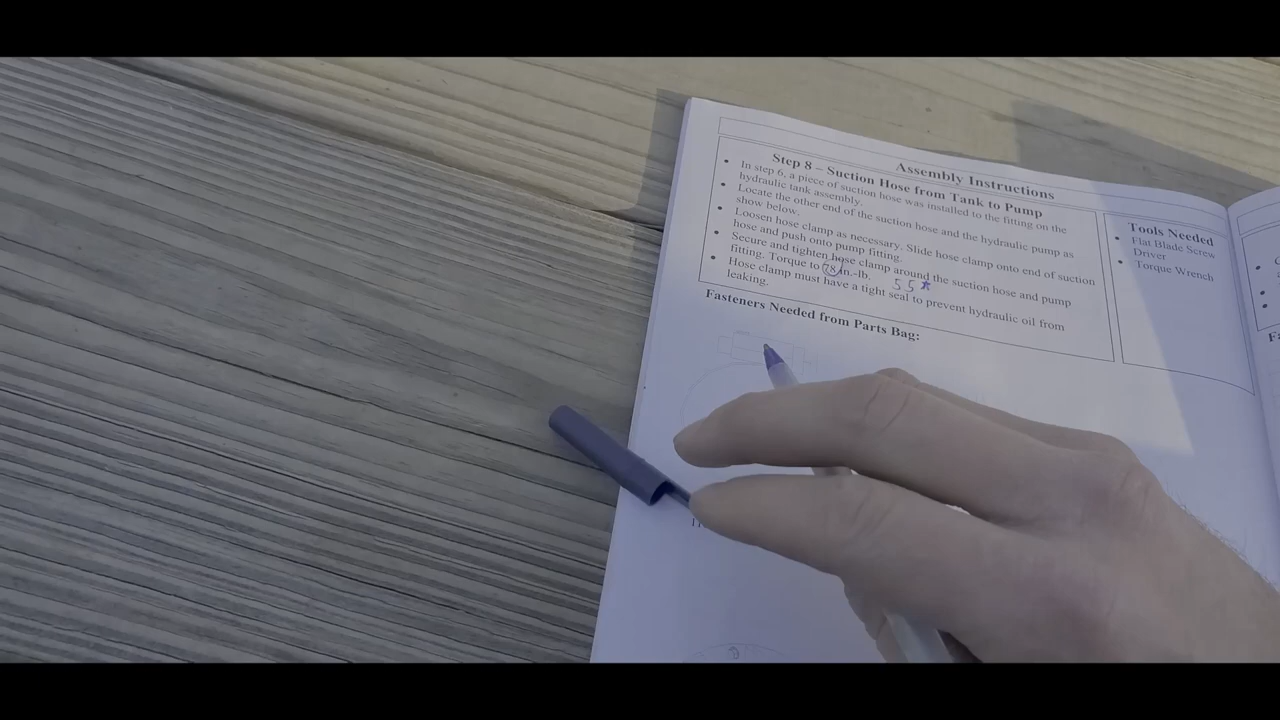 Assembly Instructions
Step 8 – Suction Hose from Tank to Pump
• In step 6, a piece of suction hose was installed to the fitting on the
hydraulic tank assembly.
• Locate the other end of the suction hose and the hydraulic pump as
show below.
• Loosen hose clamp as necessary. Slide hose clamp onto end of suction
hose and push onto pump fitting.
• Secure and tighten hose clamp around the suction hose and pump
fitting. Torque to 78 in.-lb.
55*
• Hose clamp must have a tight seal to prevent hydraulic oil from
leaking.
Tools Needed
• Flat Blade Screw
Driver
• Torque Wrench
Fasteners Needed from Parts Bag: